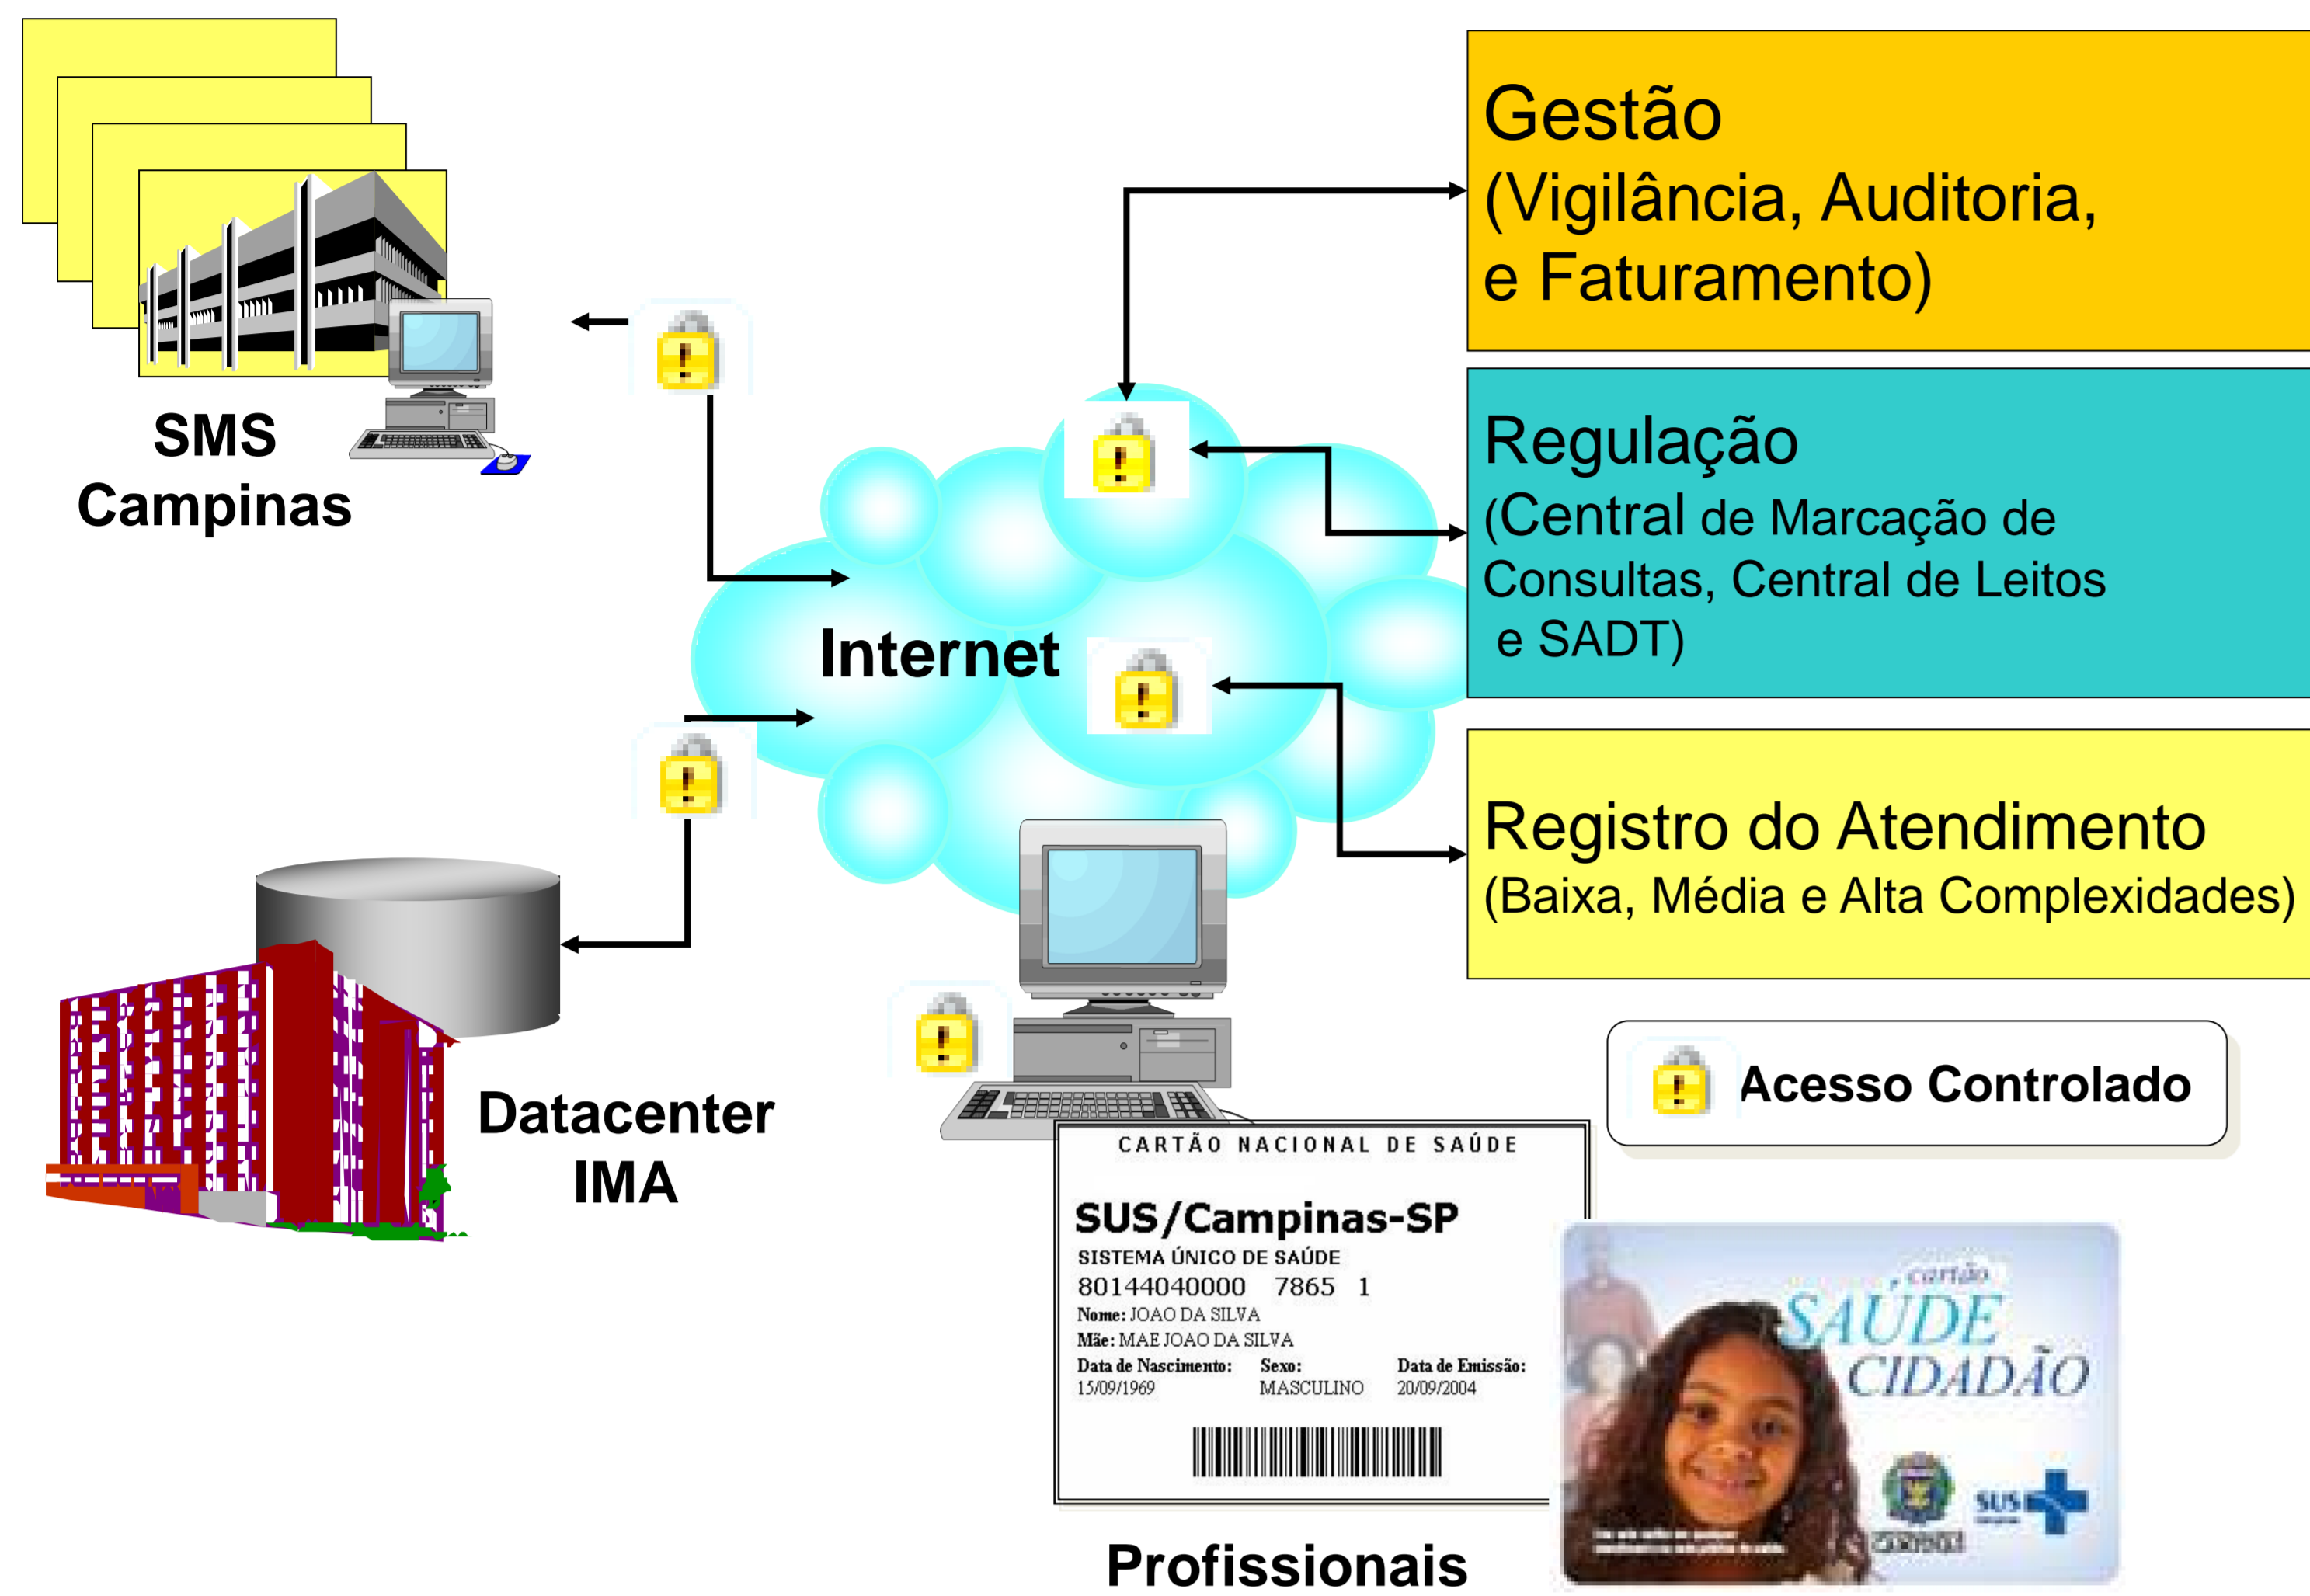 SMS
Campinas
Gestão
(Vigilância, Auditoria,
e Faturamento)
Regulação
(Central de Marcação de
Consultas, Central de Leitos
e SADT)
Internet
Registro do Atendimento
(Baixa, Média e Alta Complexidades)
Datacenter
IMA
Acesso Controlado
CARTÃO NACIONAL DE SAÚDE
SUS/Campinas-SP
SISTEMA ÚNICO DE SAÚDE
80144040000 7865 1
Nome: JOAO DA SILVA
Mãe: MAE JOAO DA SILVA
Data de Nascimento: Sexo: Data de Emissão:
15/09/1969 MASCULINO 20/09/2004
cartão
SAÚDE
CIDADÃO
SUS
Profissionais